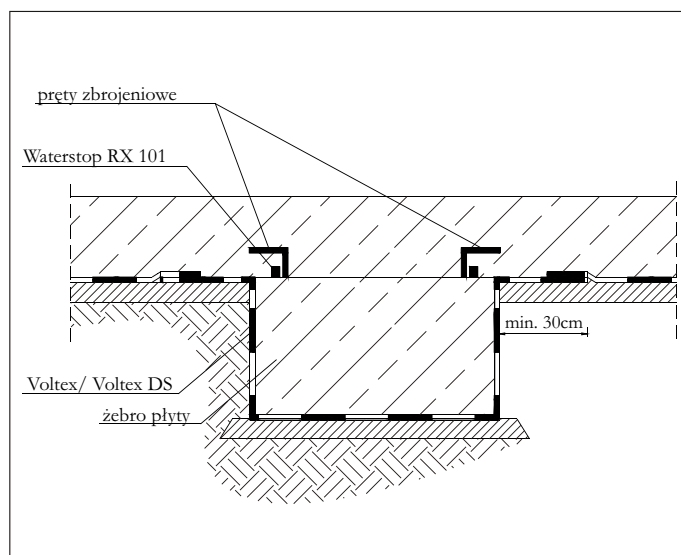 pręty zbrojeniowe
Waterstop RX 101
min. 30cm
Voltex/ Voltex DS
żebro płyty